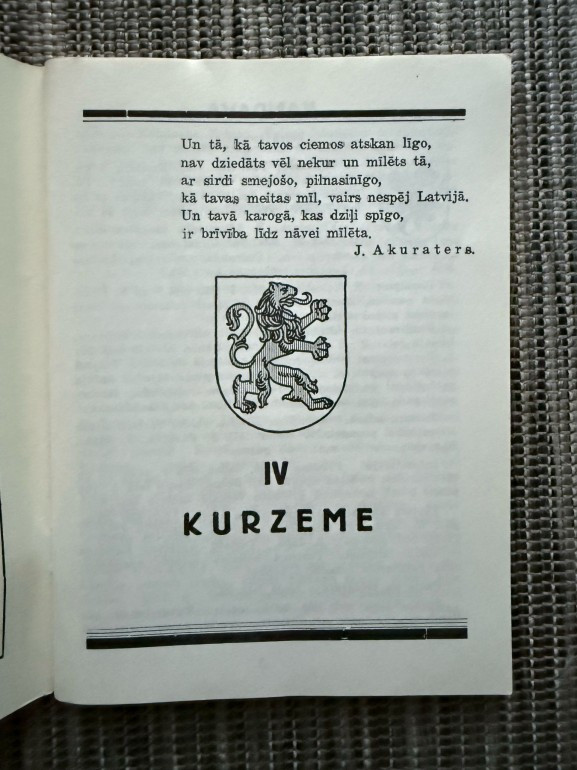 Un tā, kā tavos ciemos atskan līgo,
nav dziedāts vēl nekur un mīlēts tā,
ar sirdi smejošo, pilnasinīgo,
kā tavas meitas mīl, vairs nespēj Latvijā.
Un tavā karogā, kas dziļi spīgo,
ir brīvība līdz nāvei mīlēta.
J. Akuraters.
IV
KURZEME